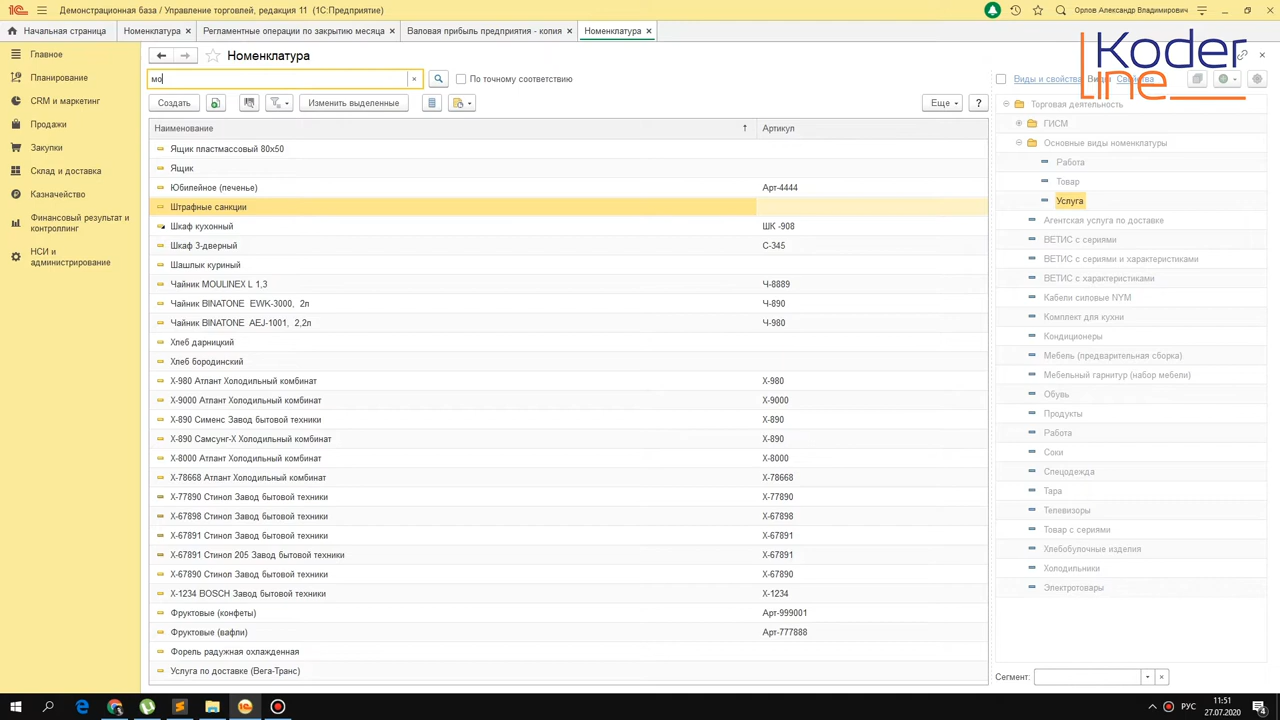 Демонстрационная база / Управление торговлей, редакция 11 (1С:Предприятие)
Орлов Александр Владимирович
Начальная страница
Номенклатура ×
Регламентные операции по закрытию месяца ×
Валовая прибыль предприятия - копия ×
Номенклатура ×
Главное
Планирование
CRM и маркетинг
Продажи
Закупки
Склад и доставка
Казначейство
Финансовый результат и
контроллинг
НСИ и
администрирование
Номенклатура
мо
По точному соответствию
Создать
Изменить выделенные
Еще
?
Наименование ↑ Артикул
Ящик пластмассовый 80х50
Ящик
Юбилейное (печенье) Арт-4444
Штрафные санкции
Шкаф кухонный ШК -908
Шкаф 3-дверный С-345
Шашлык куриный
Чайник MOULINEX L 1,3 Ч-8889
Чайник BINATONE EWK-3000, 2л Ч-890
Чайник BINATONE AEJ-1001, 2,2л Ч-980
Хлеб дарницкий
Хлеб бородинский
Х-980 Атлант Холодильный комбинат Х-980
Х-9000 Атлант Холодильный комбинат Х-9000
Х-890 Сименс Завод бытовой техники Х-890
Х-890 Самсунг-Х Холодильный комбинат Х-890
Х-8000 Атлант Холодильный комбинат Х-8000
Х-78668 Атлант Холодильный комбинат Х-78668
Х-77890 Стинол Завод бытовой техники Х-77890
Х-67898 Стинол Завод бытовой техники Х-67898
Х-67891 Стинол Завод бытовой техники Х-67891
Х-67891 Стинол 205 Завод бытовой техники Х-67891
Х-67890 Стинол Завод бытовой техники Х-67890
Х-1234 BOSCH Завод бытовой техники Х-1234
Фруктовые (конфеты) Арт-999001
Фруктовые (вафли) Арт-777888
Форель радужная охлажденная
Услуга по доставке (Вега-Транс)
Koder
line
Виды и свойства Виды Свойства
Торговая деятельность
ГИСМ
Основные виды номенклатуры
Работа
Товар
Услуга
Агентская услуга по доставке
ВЕТИС с сериями
ВЕТИС с сериями и характеристиками
ВЕТИС с характеристиками
Кабели силовые NYM
Комплект для кухни
Кондиционеры
Мебель (предварительная сборка)
Мебельный гарнитур (набор мебели)
Обувь
Продукты
Работа
Соки
Спецодежда
Тара
Телевизоры
Товар с сериями
Хлебобулочные изделия
Холодильники
Электротовары
Сегмент:
РУС
11:51
27.07.2020
4